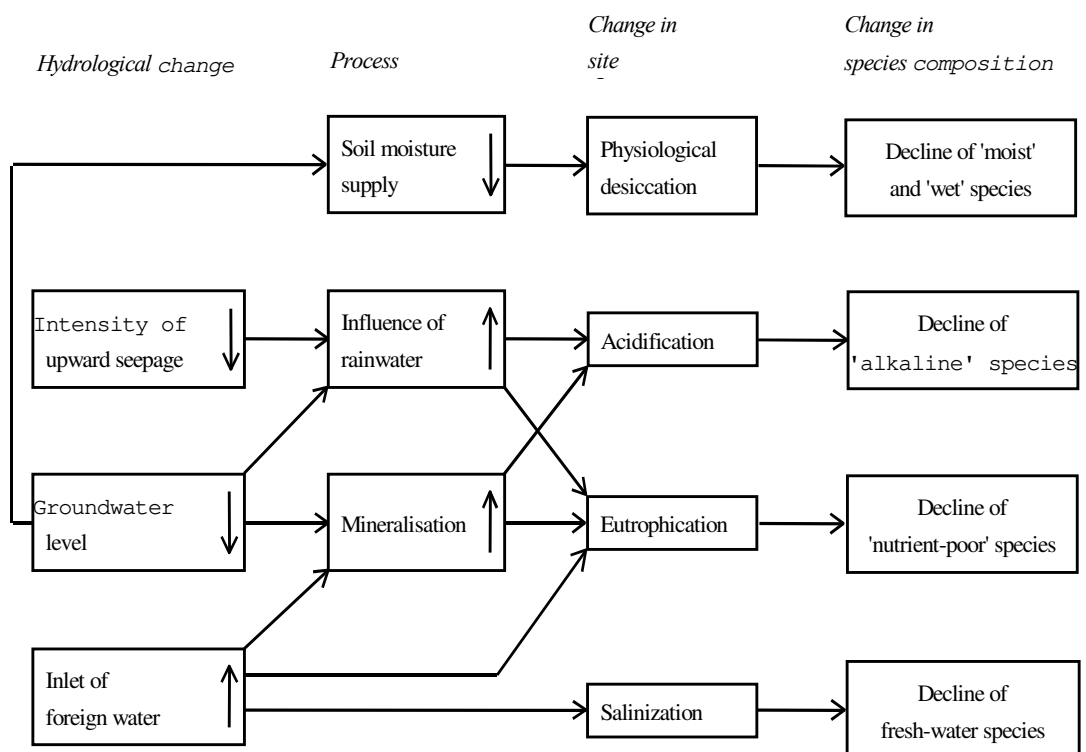 Hydrological change
Process
Change in
site
Change in
species composition
Soil moisture
supply
Physiological
desiccation
Decline of 'moist'
and 'wet' species
Intensity of
upward seepage
Influence of
rainwater
Acidification
Decline of
'alkaline' species
Groundwater
level
Mineralisation
Eutrophication
Decline of
'nutrient-poor' species
Inlet of
foreign water
Salinization
Decline of
fresh-water species